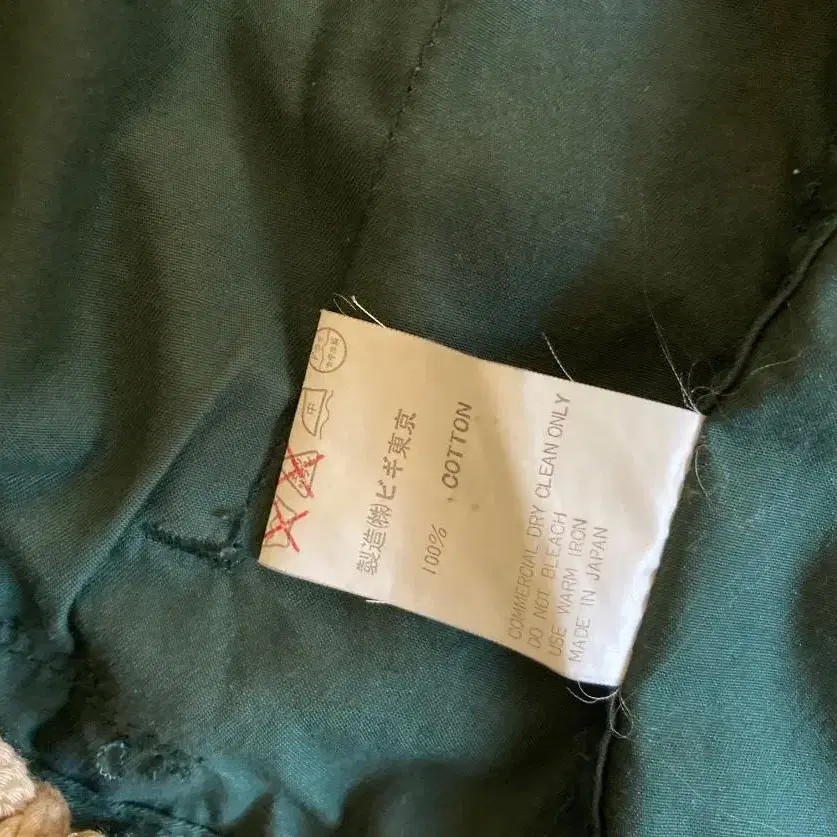 中
製造(株)ビギ東京
100% COTTON
COMMERCIAL DRY CLEAN ONLY
DO NOT BLEACH
USE WARM IRON
MADE IN JAPAN